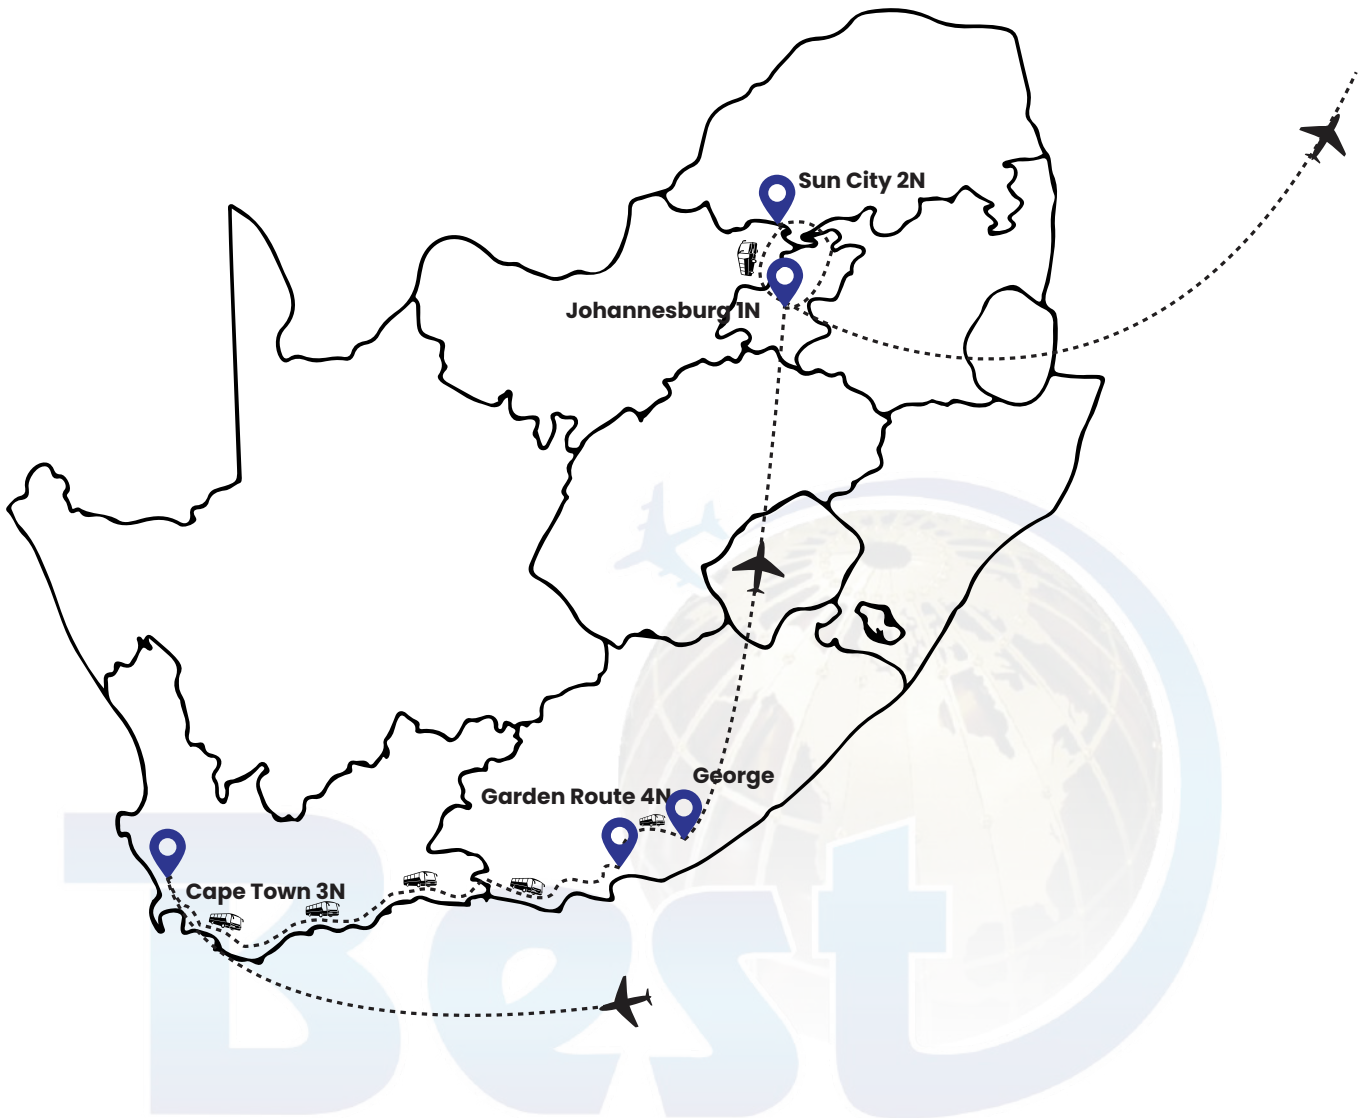 Sun City 2N
Johannesburg 1N
George
Garden Route 4N
Cape Town 3N
Best